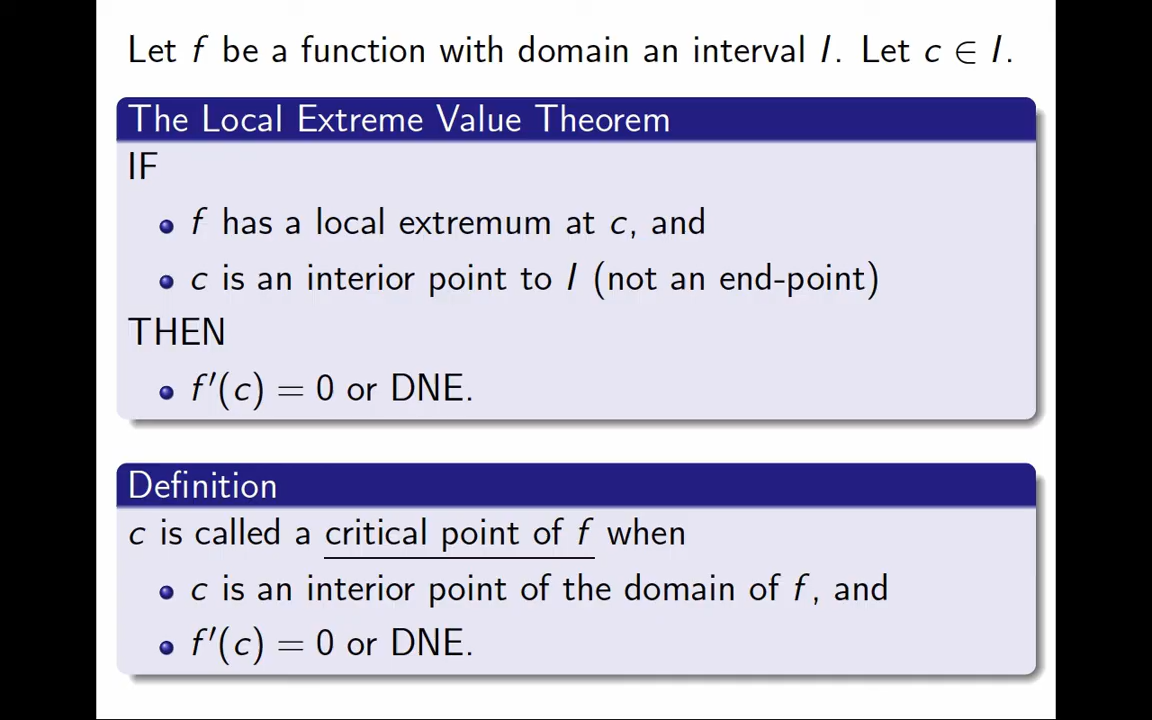 Let f be a function with domain an interval I. Let c ∈ I.
The Local Extreme Value Theorem
IF
• f has a local extremum at c, and
• c is an interior point to I (not an end-point)
THEN
• f′(c) = 0 or DNE.
Definition
c is called a critical point of f when
• c is an interior point of the domain of f, and
• f′(c) = 0 or DNE.